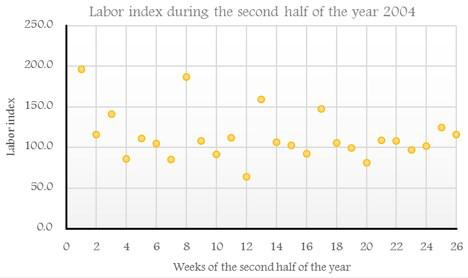 Labor index during the second half of the year 2004
250.0
200.0
150.0
100.0
50.0
0.0
Labor index
0 2 4 6 8 10 12 14 16 18 20 22 24 26
Weeks of the second half of the year